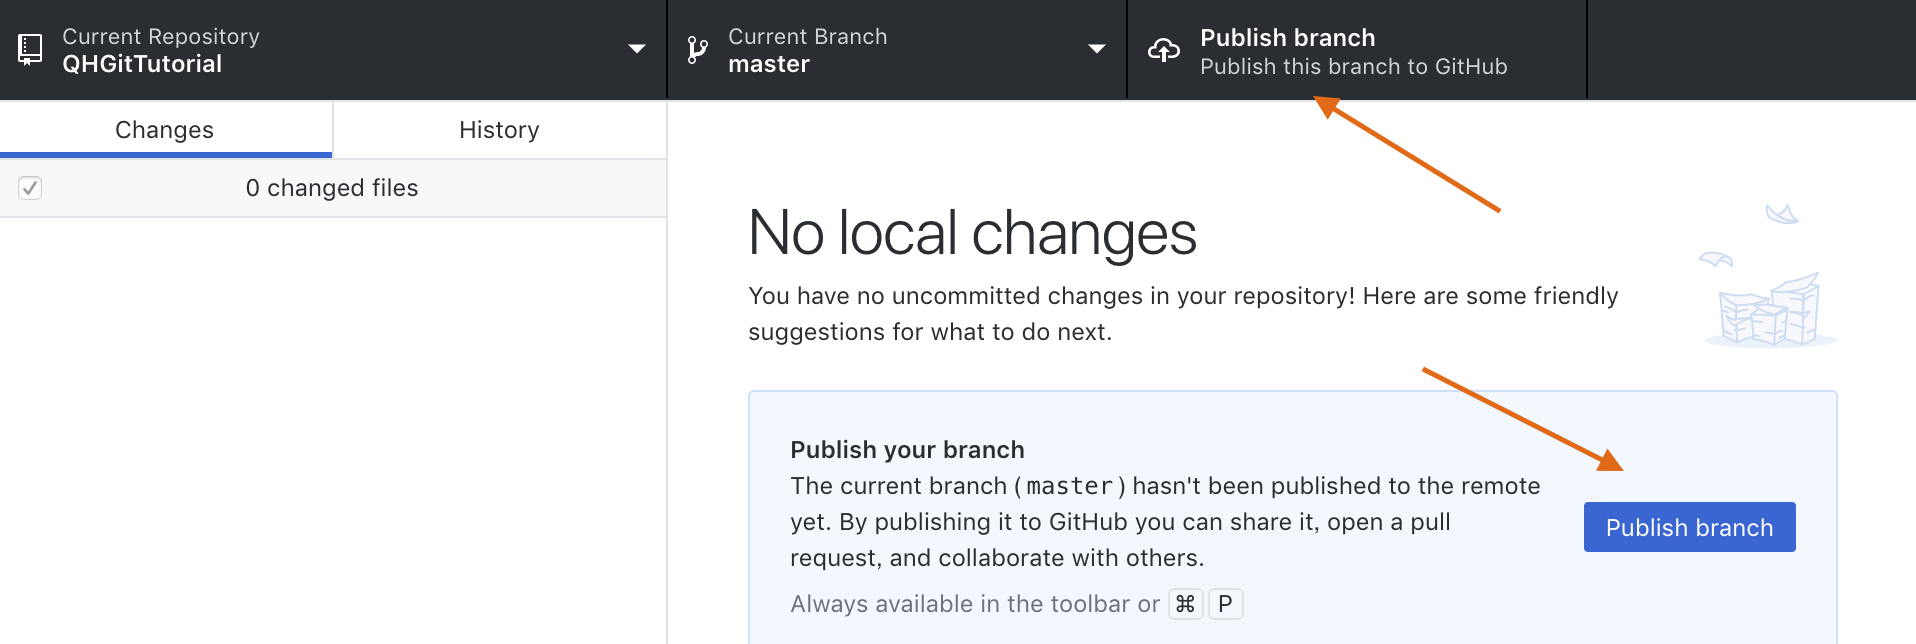 Current Repository
QHGitTutorial
Current Branch
master
Publish branch
Publish this branch to GitHub
Changes
History
0 changed files
No local changes
You have no uncommitted changes in your repository! Here are some friendly
suggestions for what to do next.
Publish your branch
The current branch (master) hasn't been published to the remote
yet. By publishing it to GitHub you can share it, open a pull
request, and collaborate with others.
Always available in the toolbar or ⌘ P
Publish branch